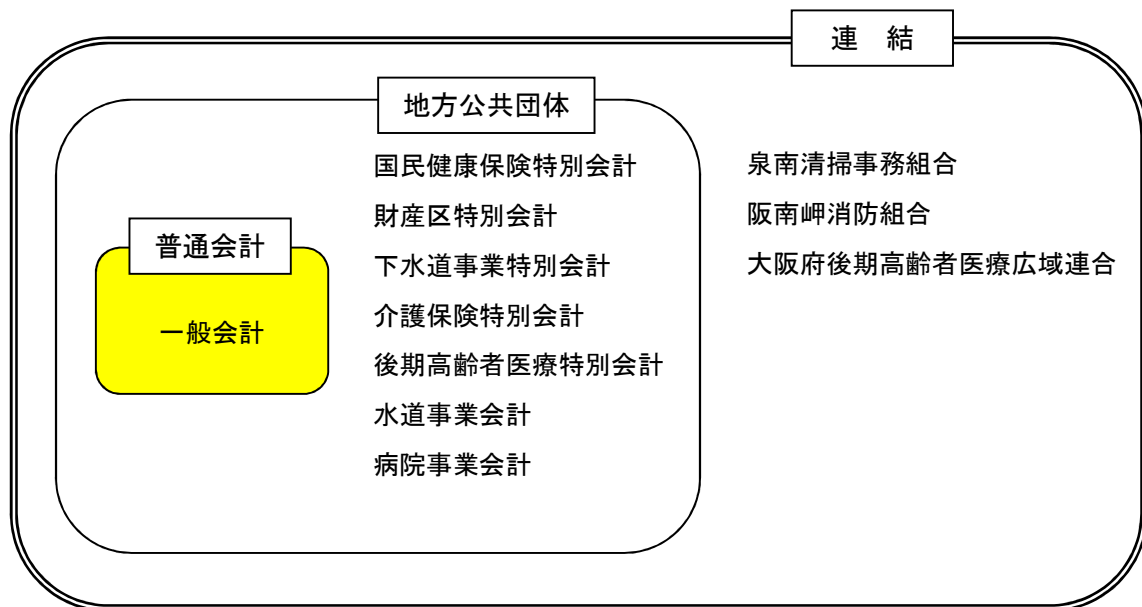 連 結
地方公共団体
国民健康保険特別会計
財産区特別会計
下水道事業特別会計
介護保険特別会計
後期高齢者医療特別会計
水道事業会計
病院事業会計
普通会計
一般会計
泉南清掃事務組合
阪南岬消防組合
大阪府後期高齢者医療広域連合